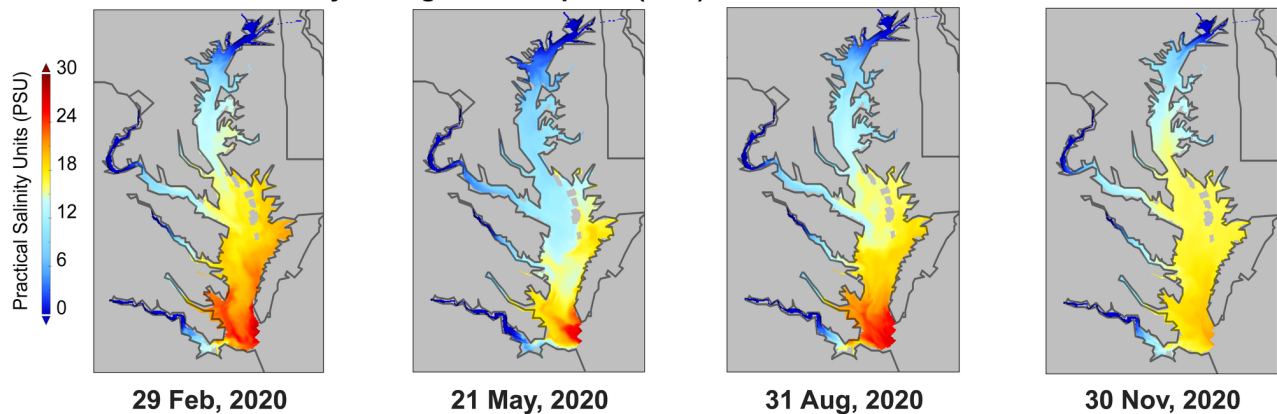 Practical Salinity Units (PSU)
30
24
18
12
6
0
29 Feb, 2020
21 May, 2020
31 Aug, 2020
30 Nov, 2020